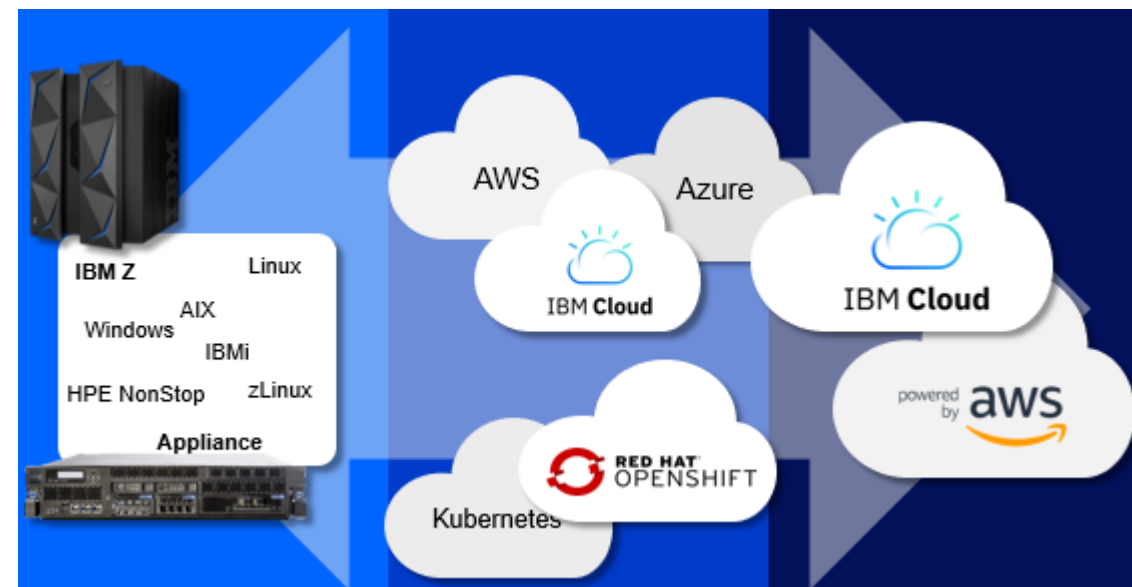 IBM
IBM Z
Linux
AIX
Windows
IBMi
HPE NonStop
zLinux
Appliance
AWS
Azure
IBM Cloud
Kubernetes
RED HAT
OPENSHIFT
IBM Cloud
powered
by
aws